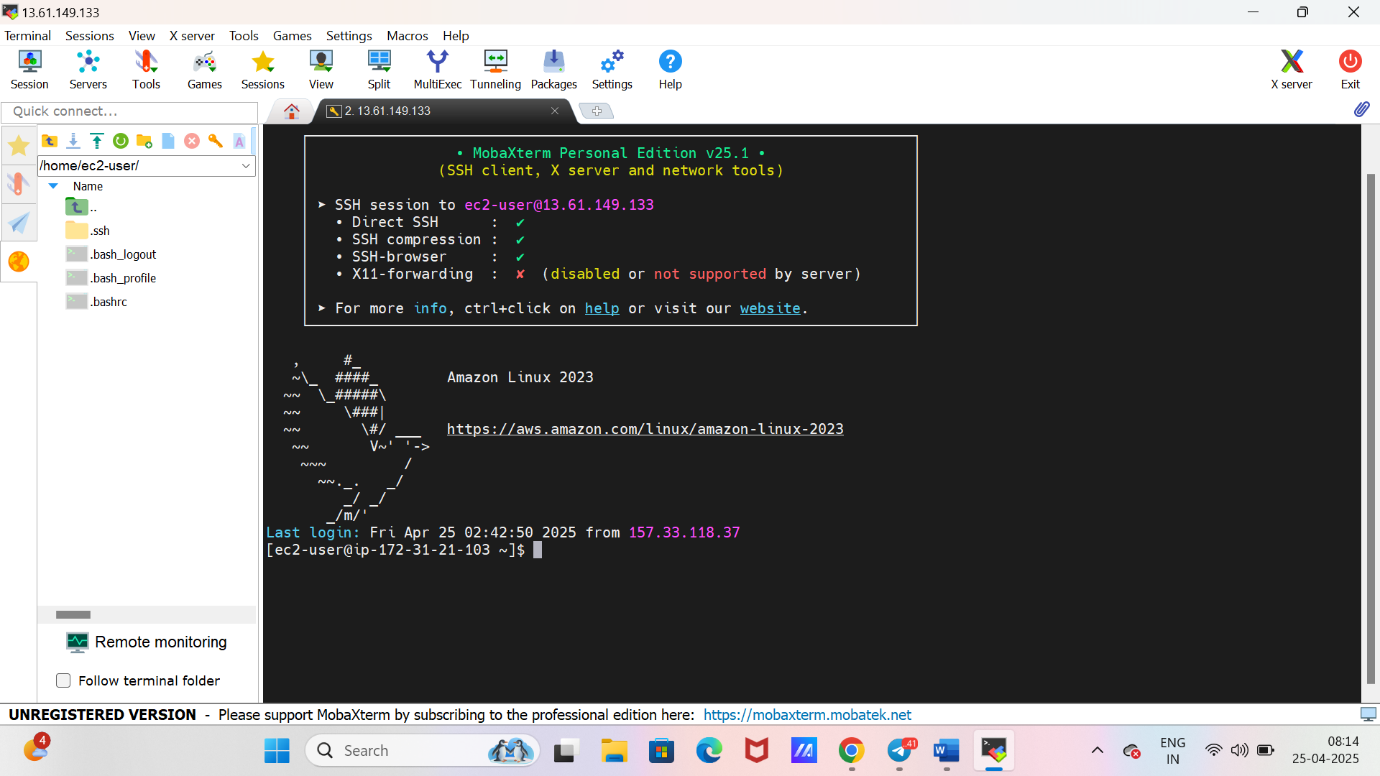 13.61.149.133
Terminal Sessions View X server Tools Games Settings Macros Help
Session Servers Tools Games Sessions View Split MultiExec Tunneling Packages Settings Help X server Exit
Quick connect...
2. 13.61.149.133
/home/ec2-user/
Name
..
.ssh
.bash_logout
.bash_profile
.bashrc
• MobaXterm Personal Edition v25.1 •
(SSH client, X server and network tools)
➤ SSH session to ec2-user@13.61.149.133
• Direct SSH : ✔
• SSH compression : ✔
• SSH-browser : ✔
• X11-forwarding : ✘ (disabled or not supported by server)
➤ For more info, ctrl+click on help or visit our website.
   ,     #_
   ~\_  ####_        Amazon Linux 2023
  ~~  \_#####\
  ~~     \###|
  ~~       \#/ ___   https://aws.amazon.com/linux/amazon-linux-2023
   ~~       V~' '->
    ~~~         /
      ~~._.   _/
         _/ _/
       _/m/'
Last login: Fri Apr 25 02:42:50 2025 from 157.33.118.37
[ec2-user@ip-172-31-21-103 ~]$
Remote monitoring
Follow terminal folder
UNREGISTERED VERSION - Please support MobaXterm by subscribing to the professional edition here: https://mobaxterm.mobatek.net
4
Search
41
ENG
IN
08:14
25-04-2025